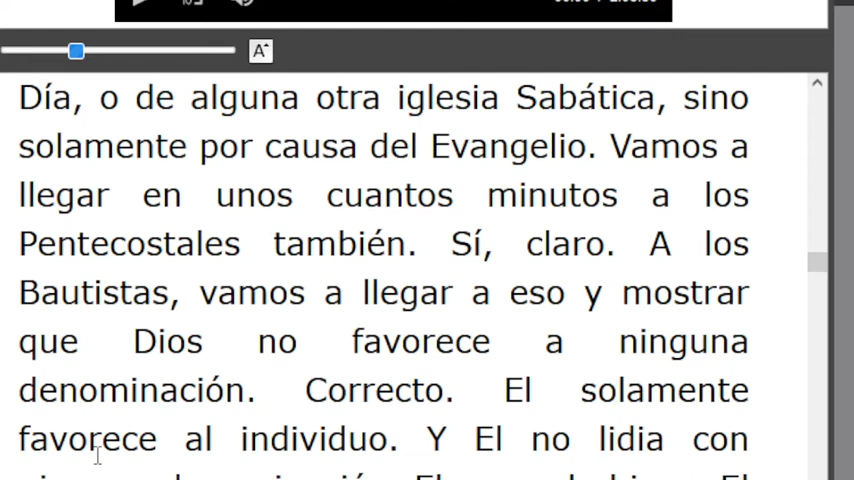 Día, o de alguna otra iglesia Sabática, sino
solamente por causa del Evangelio. Vamos a
llegar en unos cuantos minutos a los
Pentecostales también. Sí, claro. A los
Bautistas, vamos a llegar a eso y mostrar
que Dios no favorece a ninguna
denominación. Correcto. El solamente
favorece al individuo. Y El no lidia con